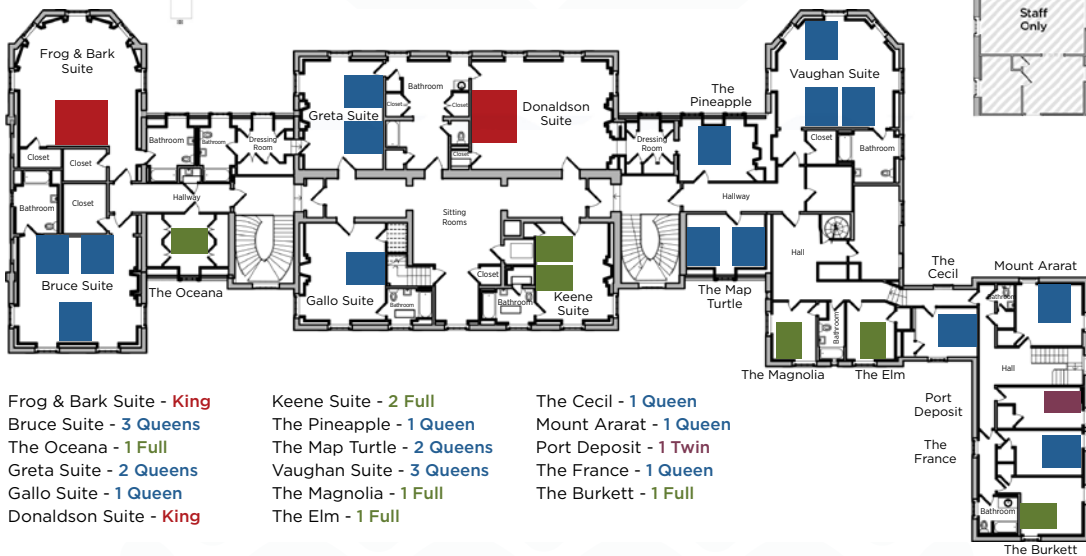 Staff
Only
Frog & Bark
Suite
Vaughan Suite
Bathroom
The
Pineapple
Closet
Closet
Donaldson
Suite
Greta Suite
Bathroom
Bathroom
Dressing
Room
Dressing
Room
Closet
Bathroom
Closet
Closet
Closet
Bathroom
Closet
Hallway
Hallway
Sitting
Rooms
Hall
Bruce Suite
The Oceana
Gallo Suite
Closet
Bathroom
Bathroom
Keene
Suite
The Map
Turtle
The
Cecil
Mount Ararat
Bathroom
Bathroom
The Magnolia
The Elm
Hall
Port
Deposit
The
France
Bathroom
The Burkett
Frog & Bark Suite - King
Bruce Suite - 3 Queens
The Oceana - 1 Full
Greta Suite - 2 Queens
Gallo Suite - 1 Queen
Donaldson Suite - King
Keene Suite - 2 Full
The Pineapple - 1 Queen
The Map Turtle - 2 Queens
Vaughan Suite - 3 Queens
The Magnolia - 1 Full
The Elm - 1 Full
The Cecil - 1 Queen
Mount Ararat - 1 Queen
Port Deposit - 1 Twin
The France - 1 Queen
The Burkett - 1 Full